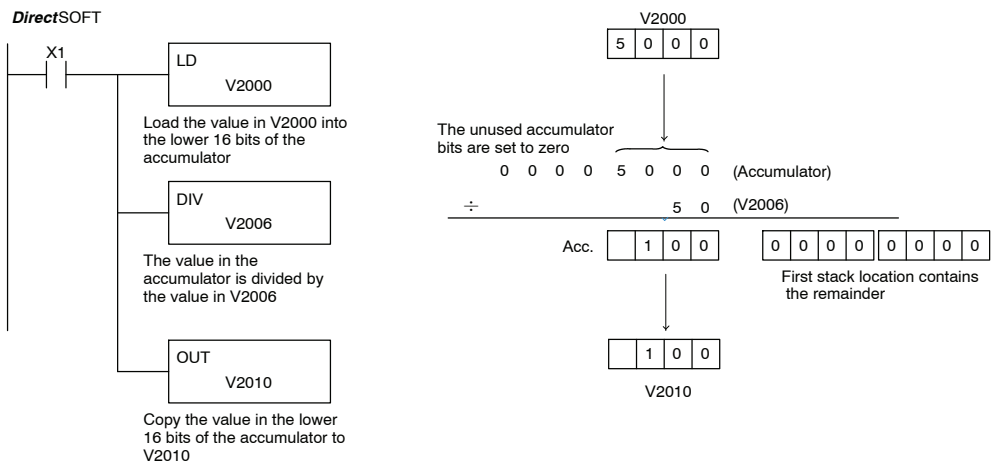 DirectSOFT
X1
LD
V2000
Load the value in V2000 into
the lower 16 bits of the
accumulator
DIV
V2006
The value in the
accumulator is divided by
the value in V2006
OUT
V2010
Copy the value in the lower
16 bits of the accumulator to
V2010
V2000
5 0 0 0
The unused accumulator
bits are set to zero
0 0 0 0 5 0 0 0 (Accumulator)
÷ 5 0 (V2006)
Acc. 1 0 0 0 0 0 0 0 0 0 0
First stack location contains
the remainder
1 0 0
V2010